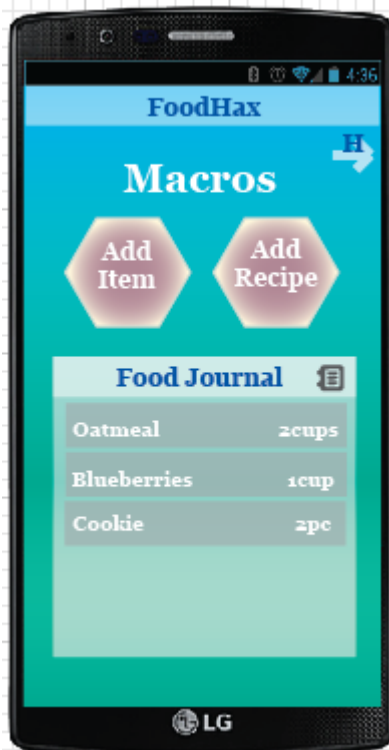 4:36
FoodHax
H
Macros
Add
Item
Add
Recipe
Food Journal
Oatmeal 2cups
Blueberries 1cup
Cookie 2pc
LG